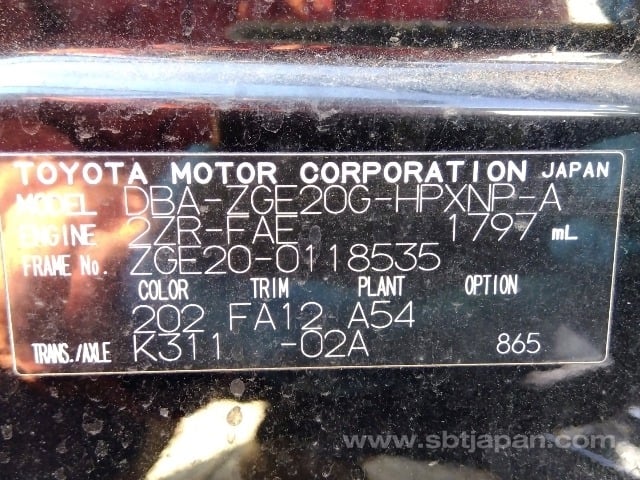 TOYOTA MOTOR CORPORATION JAPAN
MODEL DBA-ZGE20G-HPXNP-A
ENGINE 2ZR-FAE 1797 mL
FRAME No. ZGE20-0118535
COLOR TRIM PLANT OPTION
202 FA12 A54
TRANS./AXLE K311 -02A 865
www.sbtjapan.com